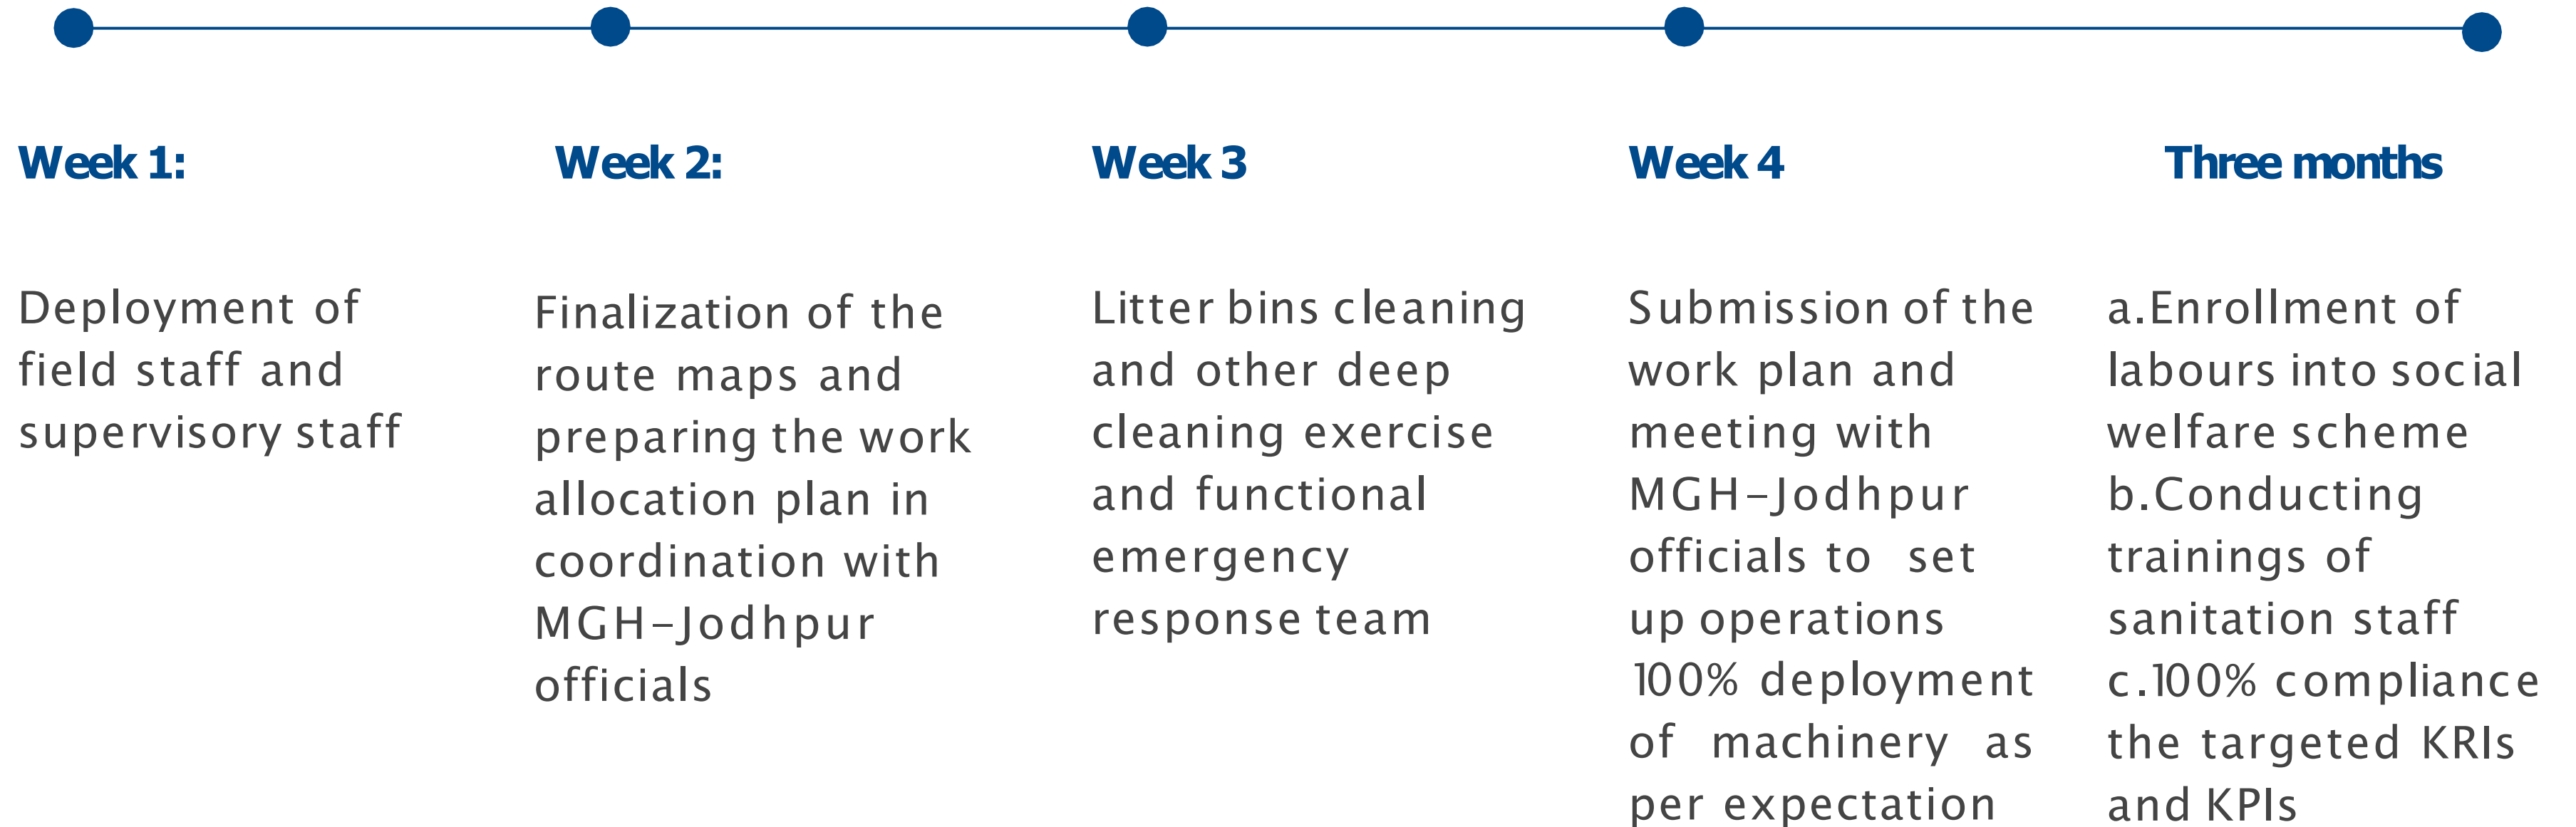 Week 1:
Deployment of
field staff and
supervisory staff
Week 2:
Finalization of the
route maps and
preparing the work
allocation plan in
coordination with
MGH-Jodhpur
officials
Week 3
Litter bins cleaning
and other deep
cleaning exercise
and functional
emergency
response team
Week 4
Submission of the
work plan and
meeting with
MGH-Jodhpur
officials to set
up operations
100% deployment
of machinery as
per expectation
Three months
a.Enrollment of
labours into social
welfare scheme
b.Conducting
trainings of
sanitation staff
c.100% compliance
the targeted KRIs
and KPIs